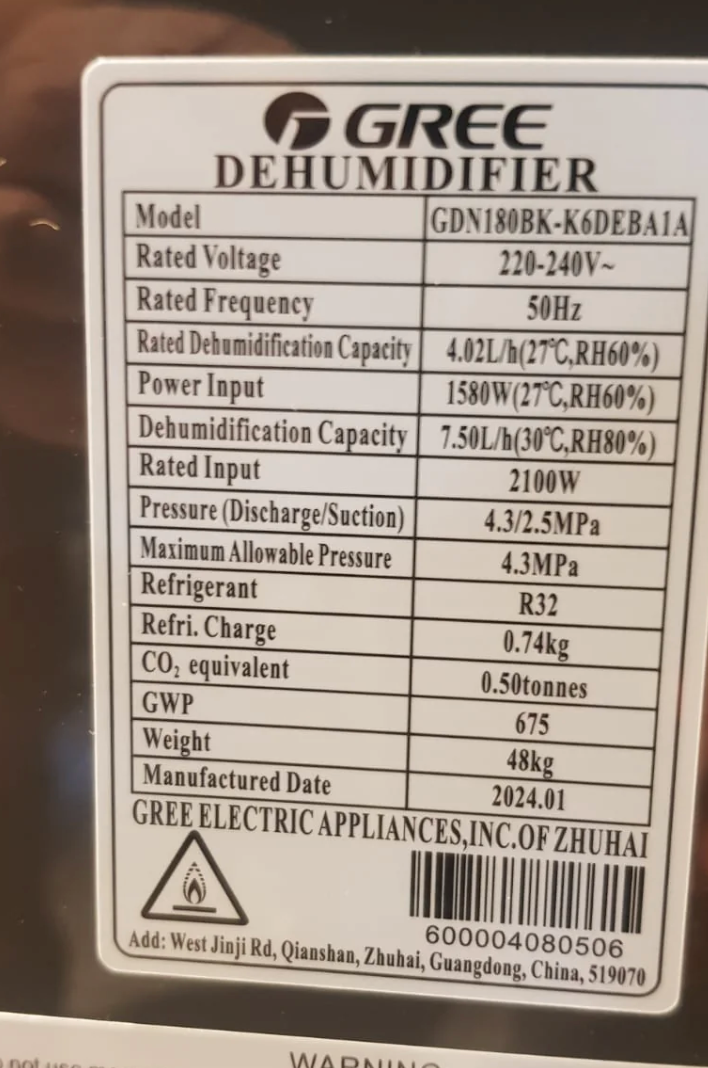 GREE
DEHUMIDIFIER
Model GDN180BK-K6DEBA1A
Rated Voltage 220-240V~
Rated Frequency 50Hz
Rated Dehumidification Capacity 4.02L/h(27℃,RH60%)
Power Input 1580W(27℃,RH60%)
Dehumidification Capacity 7.50L/h(30℃,RH80%)
Rated Input 2100W
Pressure (Discharge/Suction) 4.3/2.5MPa
Maximum Allowable Pressure 4.3MPa
Refrigerant R32
Refri. Charge 0.74kg
CO₂ equivalent 0.50tonnes
GWP 675
Weight 48kg
Manufactured Date 2024.01
GREE ELECTRIC APPLIANCES,INC.OF ZHUHAI
600004080506
Add: West Jinji Rd, Qianshan, Zhuhai, Guangdong, China, 519070
WARNING
not use